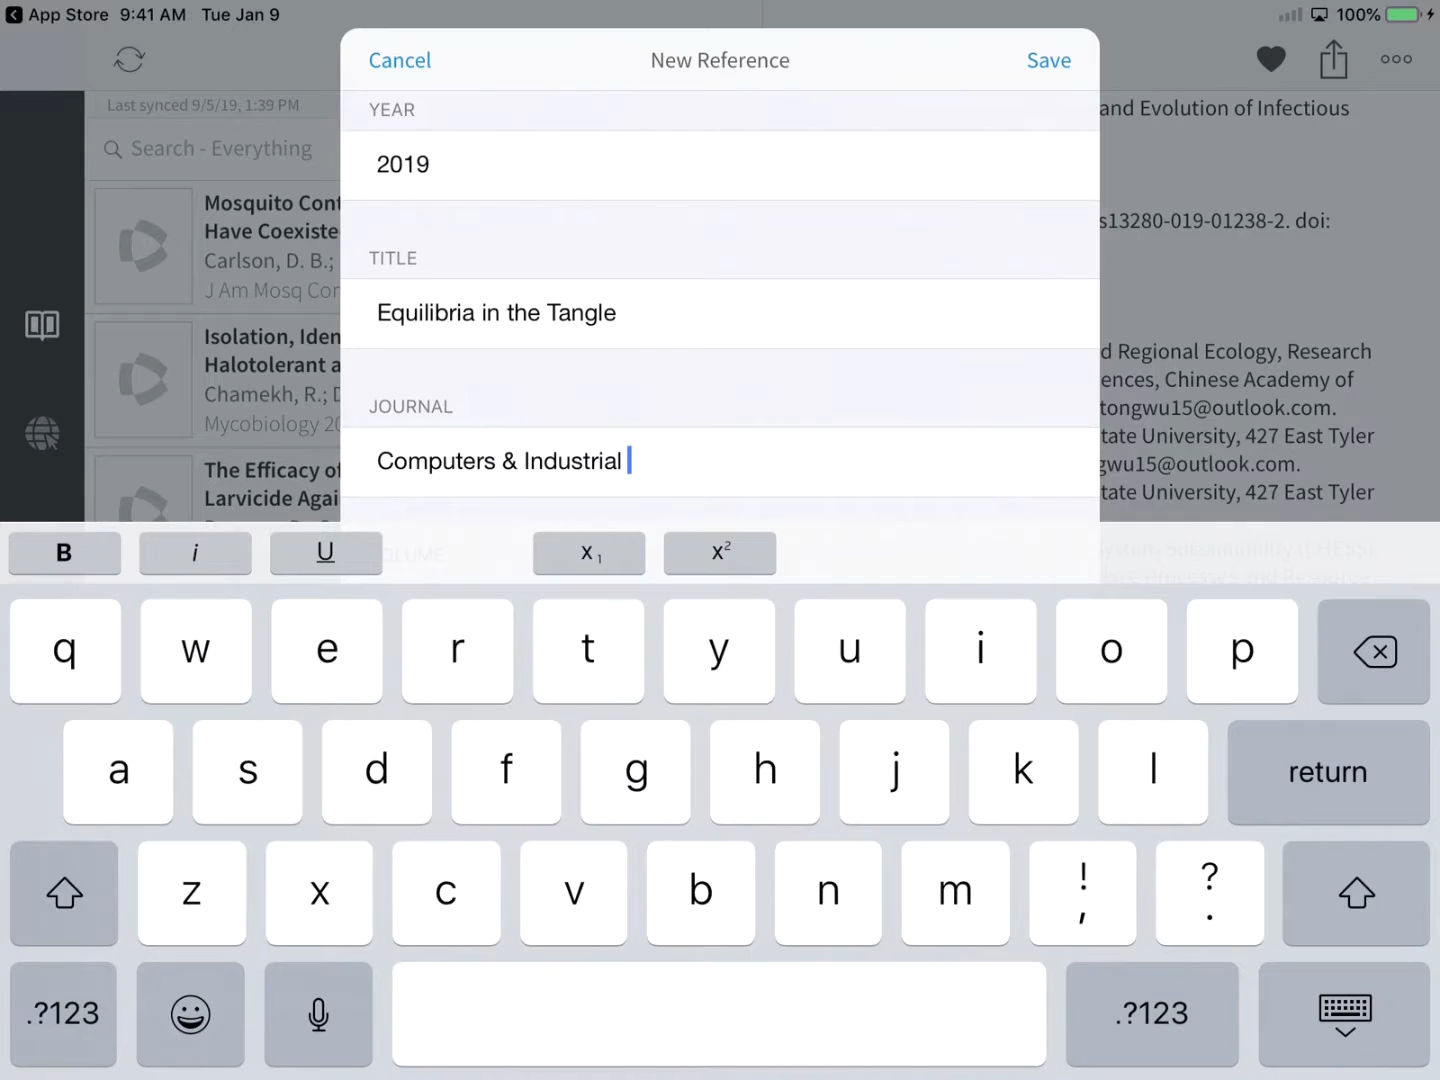 App Store 9:41 AM Tue Jan 9
100%
Cancel
New Reference
Save
Last synced 9/5/19, 1:39 PM
Search - Everything
Mosquito Cont
Have Coexiste
Carlson, D. B.;
J Am Mosq Con
Isolation, Iden
Halotolerant a
Chamekh, R.; D
Mycobiology 20
The Efficacy of
Larvicide Agai
YEAR
2019
TITLE
Equilibria in the Tangle
JOURNAL
Computers & Industrial
and Evolution of Infectious
s13280-019-01238-2. doi:
d Regional Ecology, Research
ences, Chinese Academy of
tongwu15@outlook.com.
tate University, 427 East Tyler
gwu15@outlook.com.
tate University, 427 East Tyler
B i U X1 X2
q w e r t y u i o p
a s d f g h j k l return
z x c v b n m ! , ? .
.?123 .?123